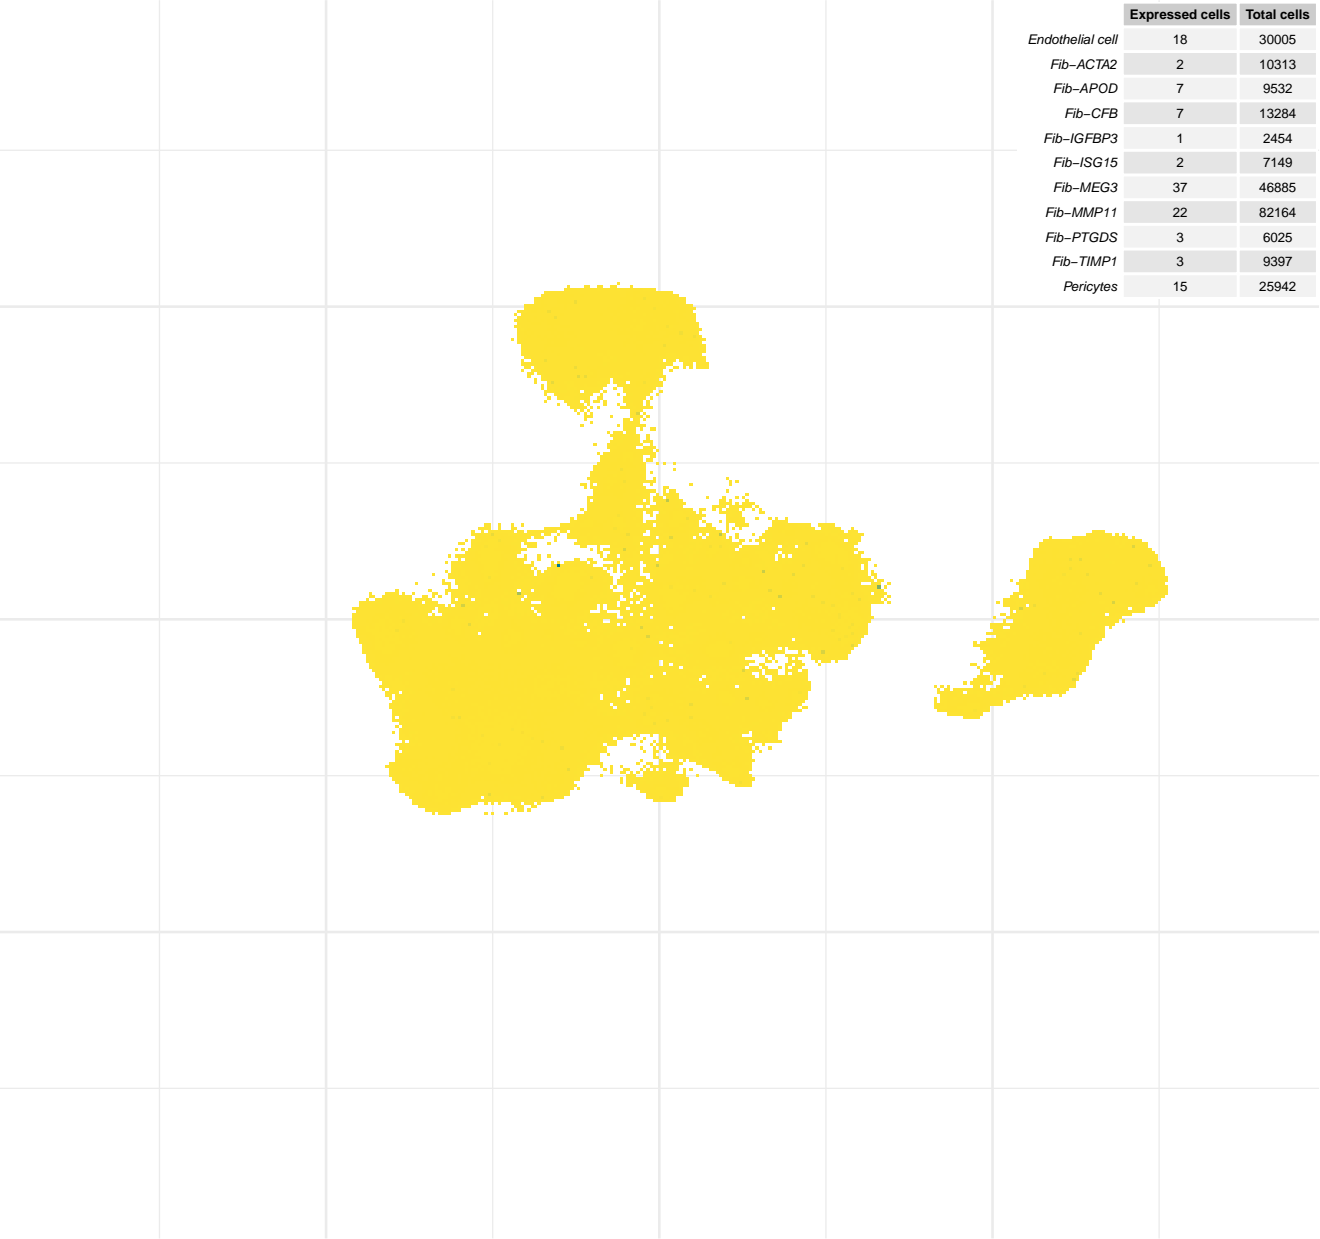 Expressed cells Total cells
Endothelial cell 18 30005
Fib−ACTA2 2 10313
Fib−APOD 7 9532
Fib−CFB 7 13284
Fib−IGFBP3 1 2454
Fib−ISG15 2 7149
Fib−MEG3 37 46885
Fib−MMP11 22 82164
Fib−PTGDS 3 6025
Fib−TIMP1 3 9397
Pericytes 15 25942